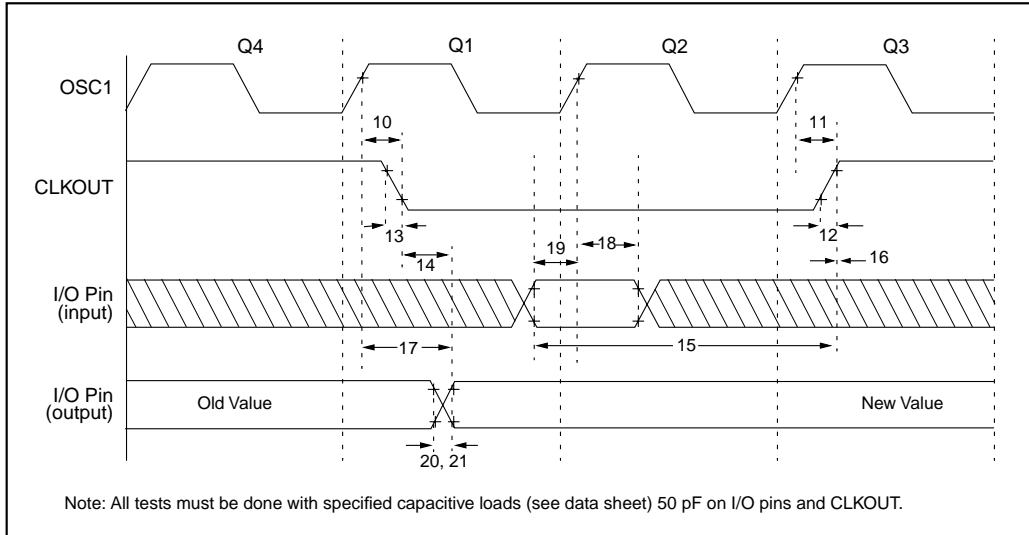 Q4 Q1 Q2 Q3
OSC1
10 11
CLKOUT
13 12
19 18
14 16
I/O Pin
(input)
17 15
I/O Pin
(output)
Old Value New Value
20, 21
Note: All tests must be done with specified capacitive loads (see data sheet) 50 pF on I/O pins and CLKOUT.